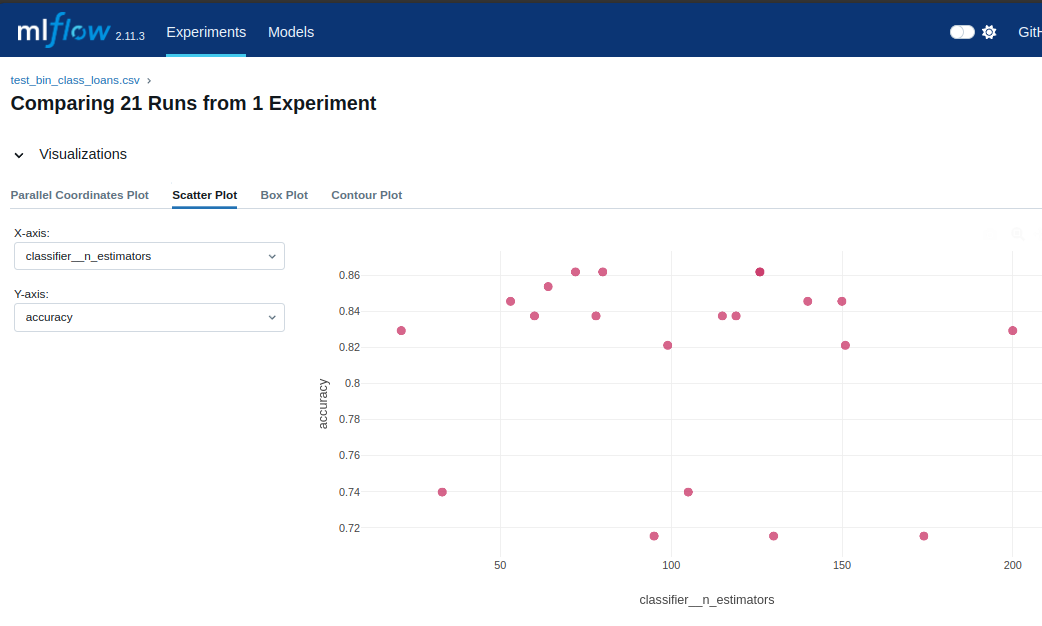 mlflow 2.11.3 Experiments Models GitH
test_bin_class_loans.csv ›
Comparing 21 Runs from 1 Experiment
Visualizations
Parallel Coordinates Plot Scatter Plot Box Plot Contour Plot
X-axis:
classifier__n_estimators
Y-axis:
accuracy
0.86
0.84
0.82
0.8
0.78
0.76
0.74
0.72
accuracy
50 100 150 200
classifier__n_estimators